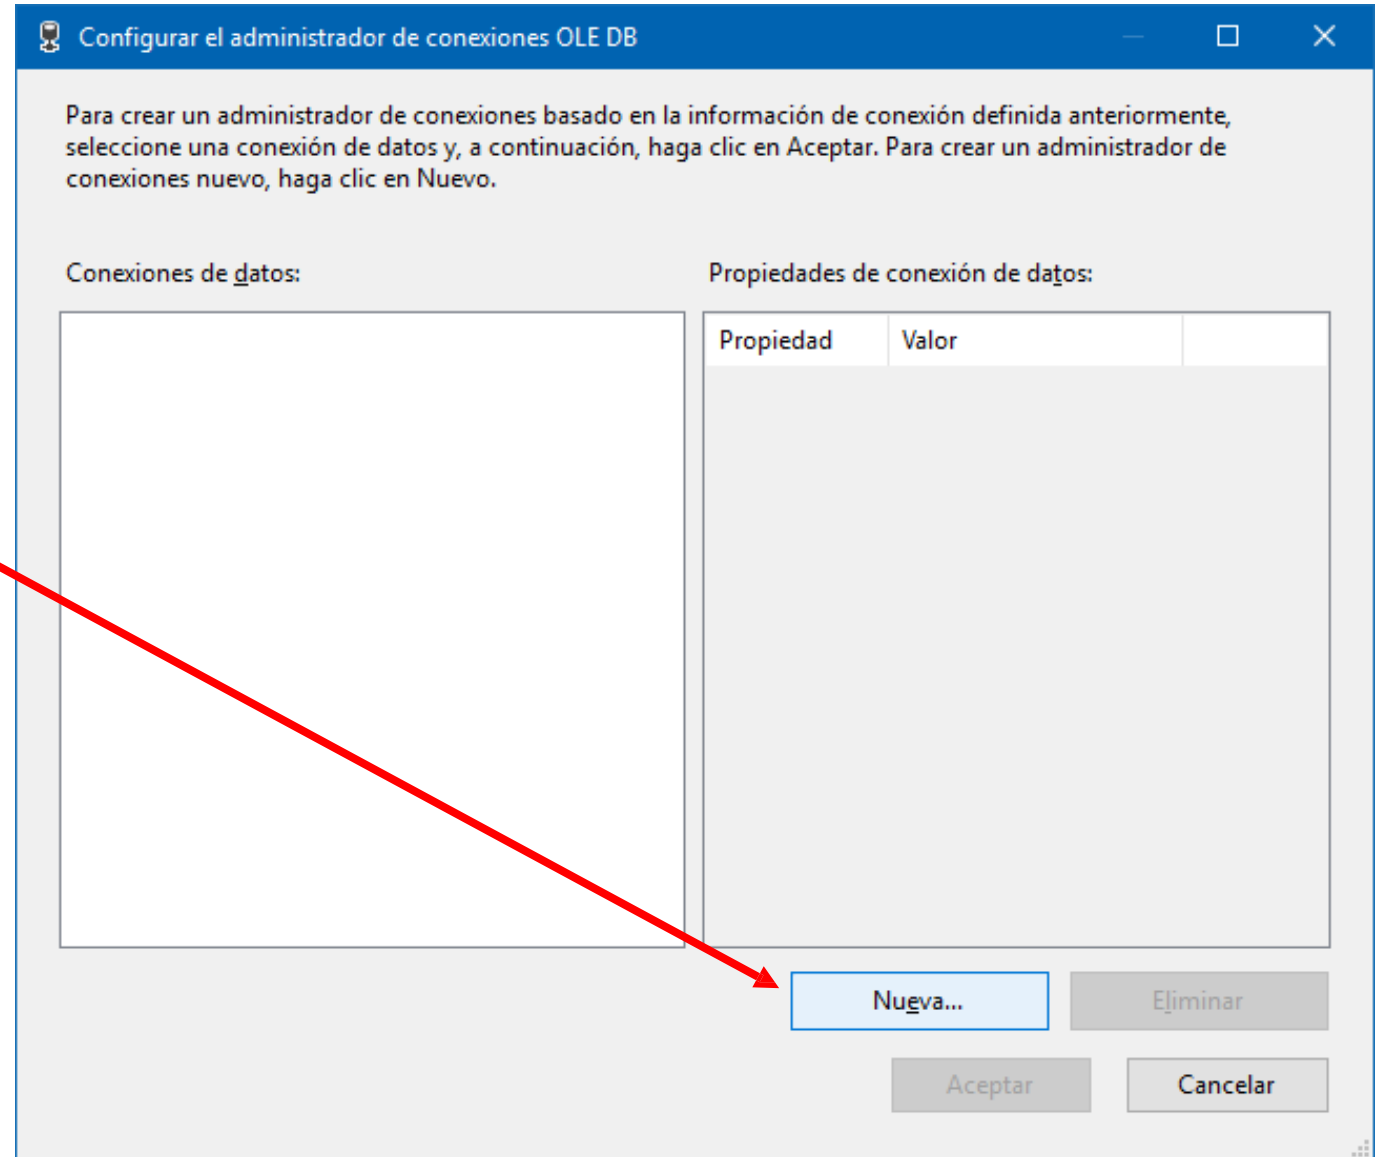 Configurar el administrador de conexiones OLE DB
Para crear un administrador de conexiones basado en la información de conexión definida anteriormente,
seleccione una conexión de datos y, a continuación, haga clic en Aceptar. Para crear un administrador de
conexiones nuevo, haga clic en Nuevo.
Conexiones de datos:
Propiedades de conexión de datos:
Propiedad Valor
Nueva... Eliminar
Aceptar Cancelar